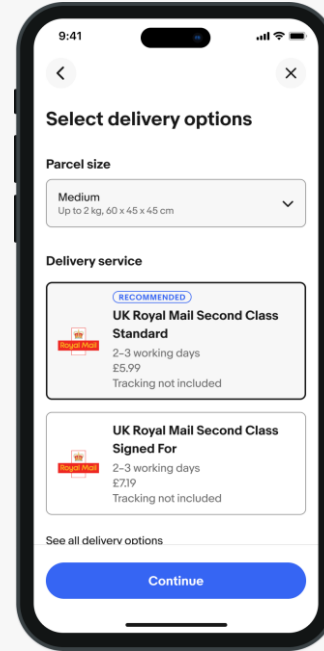 9:41
Select delivery options
Parcel size
Medium
Up to 2 kg, 60 x 45 x 45 cm
Delivery service
RECOMMENDED
UK Royal Mail Second Class
Standard
Royal Mail
2–3 working days
£5.99
Tracking not included
UK Royal Mail Second Class
Signed For
Royal Mail
2–3 working days
£7.19
Tracking not included
See all delivery options
Continue